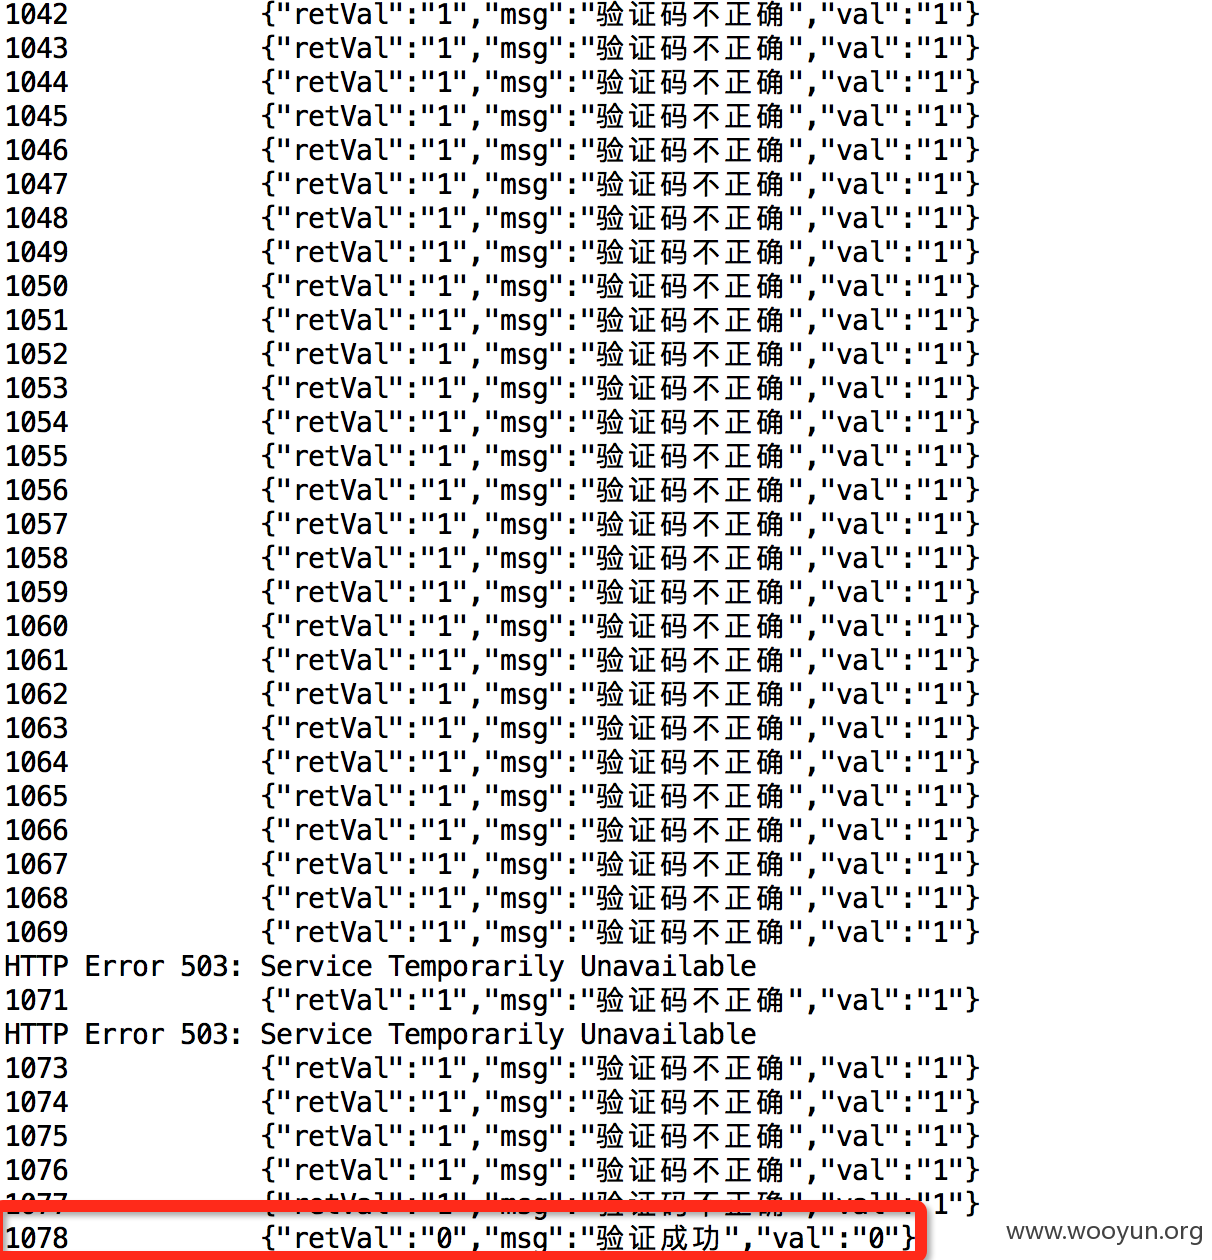 1042 {"retVal":"1","msg":"验证码不正确","val":"1"}
1043 {"retVal":"1","msg":"验证码不正确","val":"1"}
1044 {"retVal":"1","msg":"验证码不正确","val":"1"}
1045 {"retVal":"1","msg":"验证码不正确","val":"1"}
1046 {"retVal":"1","msg":"验证码不正确","val":"1"}
1047 {"retVal":"1","msg":"验证码不正确","val":"1"}
1048 {"retVal":"1","msg":"验证码不正确","val":"1"}
1049 {"retVal":"1","msg":"验证码不正确","val":"1"}
1050 {"retVal":"1","msg":"验证码不正确","val":"1"}
1051 {"retVal":"1","msg":"验证码不正确","val":"1"}
1052 {"retVal":"1","msg":"验证码不正确","val":"1"}
1053 {"retVal":"1","msg":"验证码不正确","val":"1"}
1054 {"retVal":"1","msg":"验证码不正确","val":"1"}
1055 {"retVal":"1","msg":"验证码不正确","val":"1"}
1056 {"retVal":"1","msg":"验证码不正确","val":"1"}
1057 {"retVal":"1","msg":"验证码不正确","val":"1"}
1058 {"retVal":"1","msg":"验证码不正确","val":"1"}
1059 {"retVal":"1","msg":"验证码不正确","val":"1"}
1060 {"retVal":"1","msg":"验证码不正确","val":"1"}
1061 {"retVal":"1","msg":"验证码不正确","val":"1"}
1062 {"retVal":"1","msg":"验证码不正确","val":"1"}
1063 {"retVal":"1","msg":"验证码不正确","val":"1"}
1064 {"retVal":"1","msg":"验证码不正确","val":"1"}
1065 {"retVal":"1","msg":"验证码不正确","val":"1"}
1066 {"retVal":"1","msg":"验证码不正确","val":"1"}
1067 {"retVal":"1","msg":"验证码不正确","val":"1"}
1068 {"retVal":"1","msg":"验证码不正确","val":"1"}
1069 {"retVal":"1","msg":"验证码不正确","val":"1"}
HTTP Error 503: Service Temporarily Unavailable
1071 {"retVal":"1","msg":"验证码不正确","val":"1"}
HTTP Error 503: Service Temporarily Unavailable
1073 {"retVal":"1","msg":"验证码不正确","val":"1"}
1074 {"retVal":"1","msg":"验证码不正确","val":"1"}
1075 {"retVal":"1","msg":"验证码不正确","val":"1"}
1076 {"retVal":"1","msg":"验证码不正确","val":"1"}
1077 {"retVal":"1","msg":"验证码不正确","val":"1"}
1078 {"retVal":"0","msg":"验证成功","val":"0"}
www.wooyun.org